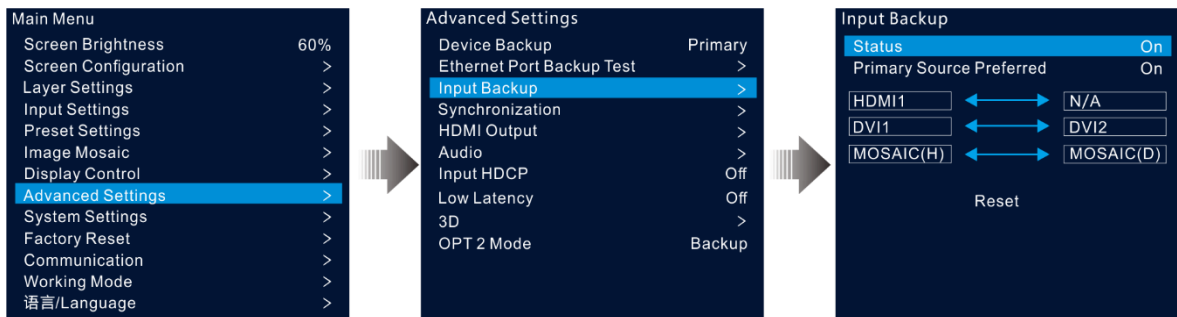 Main Menu
Screen Brightness 60%
Screen Configuration >
Layer Settings >
Input Settings >
Preset Settings >
Image Mosaic >
Display Control >
Advanced Settings >
System Settings >
Factory Reset >
Communication >
Working Mode >
语言/Language >
Advanced Settings
Device Backup Primary
Ethernet Port Backup Test >
Input Backup >
Synchronization >
HDMI Output >
Audio >
Input HDCP Off
Low Latency Off
3D >
OPT 2 Mode Backup
Input Backup
Status On
Primary Source Preferred On
HDMI1 N/A
DVI1 DVI2
MOSAIC(H) MOSAIC(D)
Reset